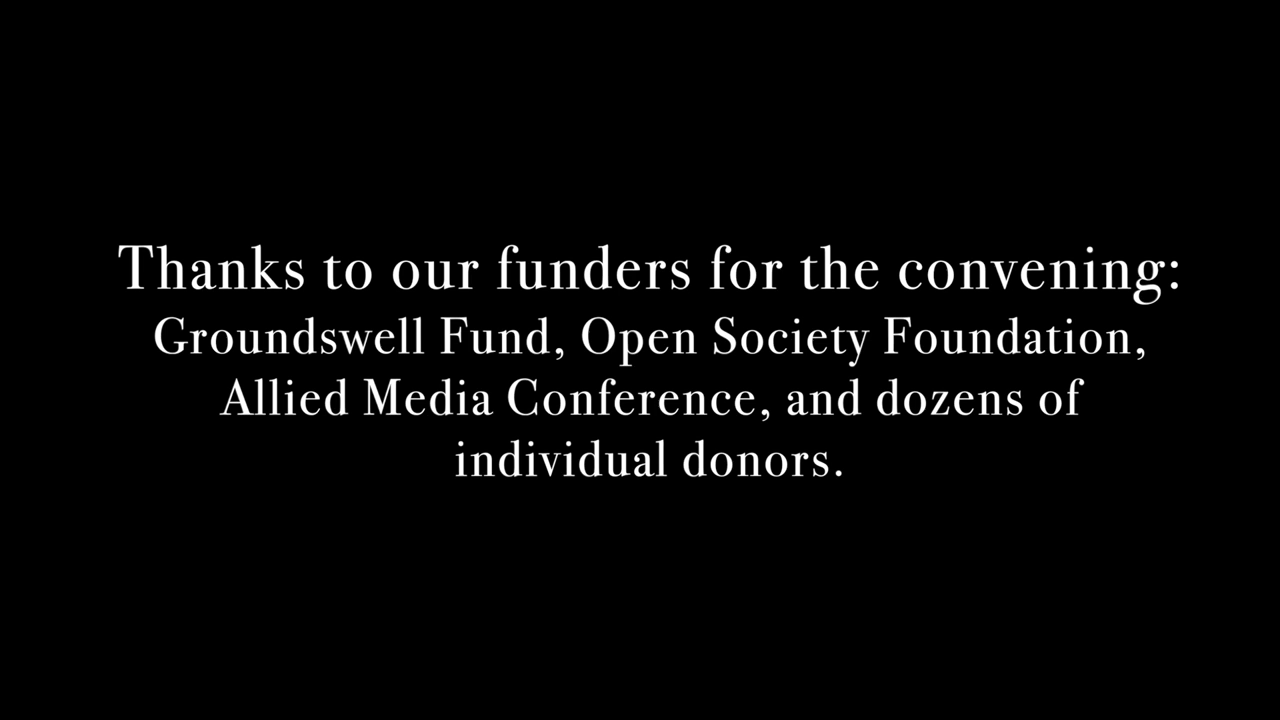 Thanks to our funders for the convening:
Groundswell Fund, Open Society Foundation,
Allied Media Conference, and dozens of
individual donors.